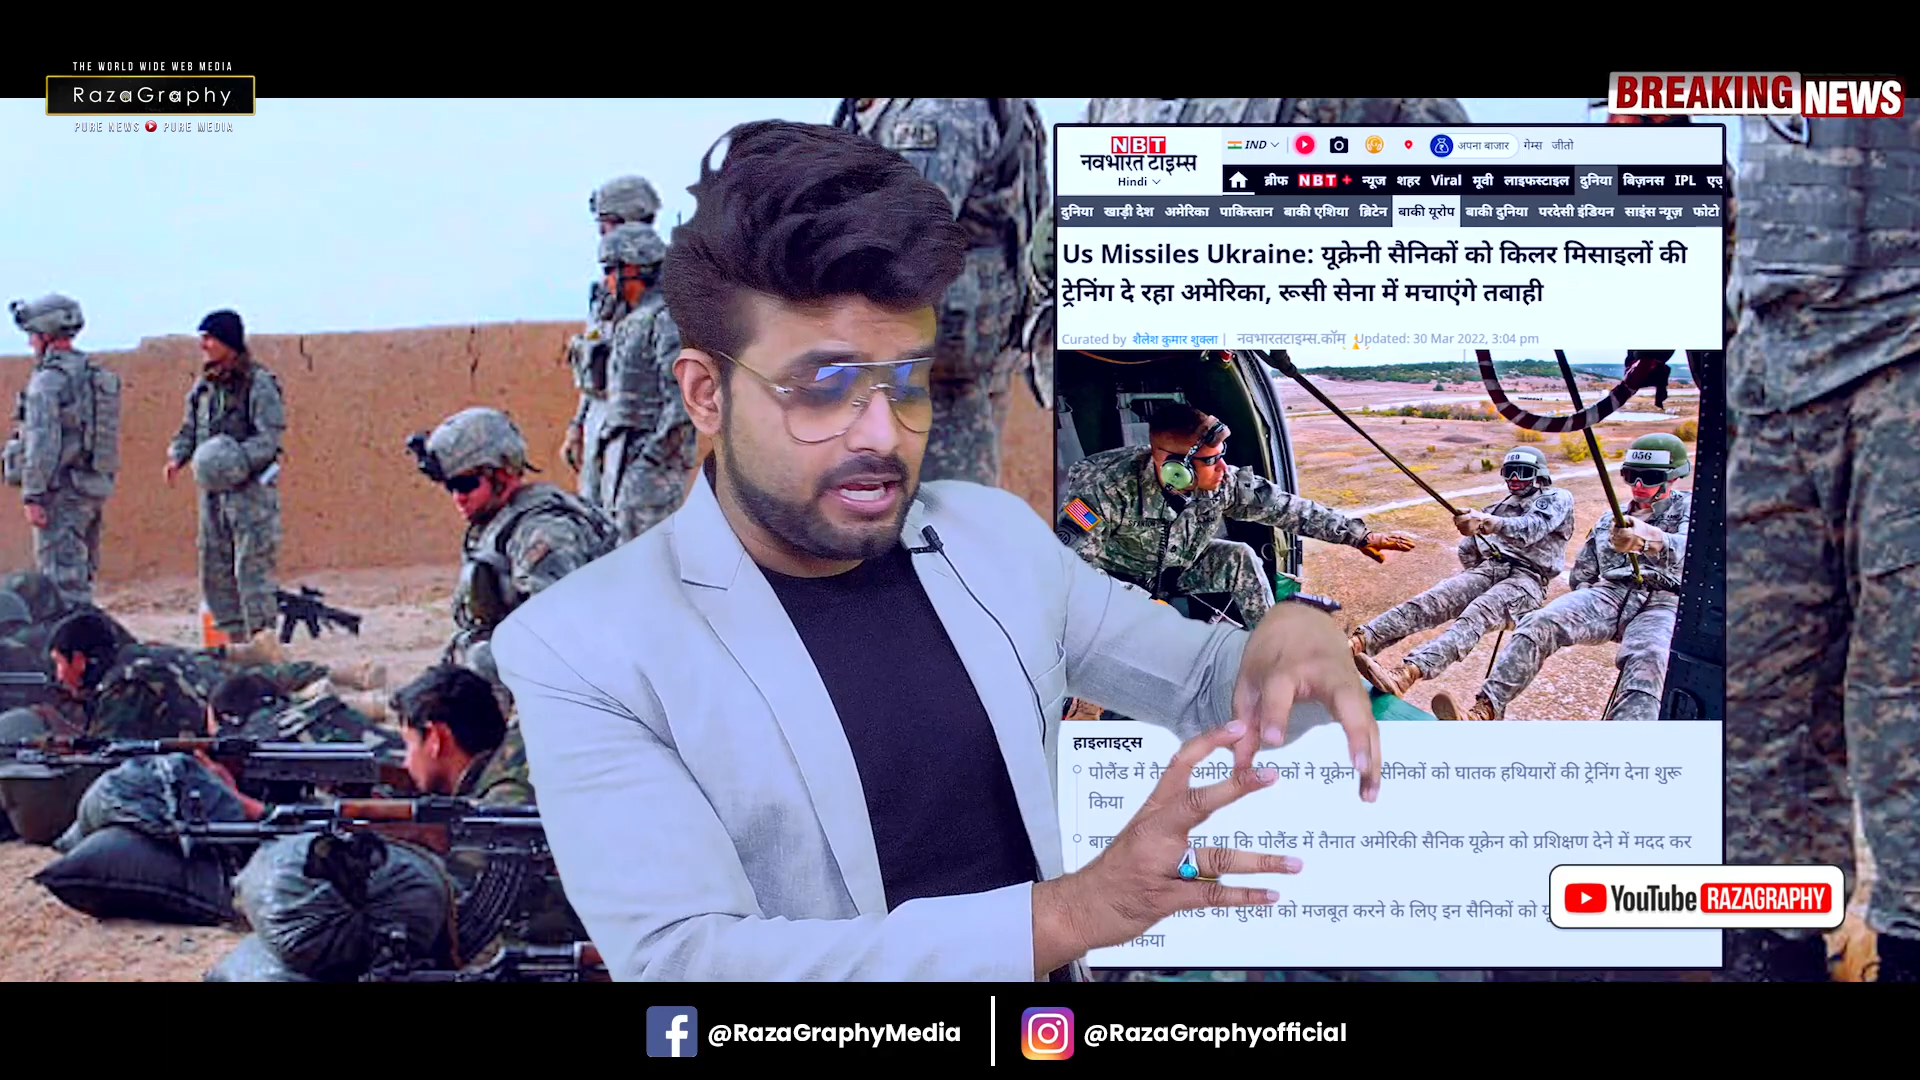 THE WORLD WIDE WEB MEDIA
RazaGraphy
PURE NEWS PURE MEDIA
BREAKING NEWS
NBT
नवभारत टाइम्स
Hindi
IND
अपना बाजार
गेम्स
जीतो
ब्रीफ NBT+ न्यूज शहर Viral मूवी लाइफस्टाइल दुनिया बिज़नस IPL
दुनिया खाड़ी देश अमेरिका पाकिस्तान बाकी एशिया ब्रिटेन बाकी यूरोप बाकी दुनिया परदेसी इंडियन साइंस न्यूज़ फोटो
Us Missiles Ukraine: यूक्रेनी सैनिकों को किलर मिसाइलों की
ट्रेनिंग दे रहा अमेरिका, रूसी सेना में मचाएंगे तबाही
Curated by शैलेश कुमार शुक्ला | नवभारतटाइम्स.कॉम Updated: 30 Mar 2022, 3:04 pm
056
हाइलाइट्स
पोलैंड में सैनिकों को घातक हथियारों की ट्रेनिंग देना शुरू
किया
था कि पोलैंड में तैनात अमेरिकी सैनिक यूक्रेन को प्रशिक्षण देने में मदद कर
की सुरक्षा को मजबूत करने के लिए इन सैनिकों को
किया
YouTube RAZAGRAPHY
@RazaGraphyMedia
@RazaGraphyofficial